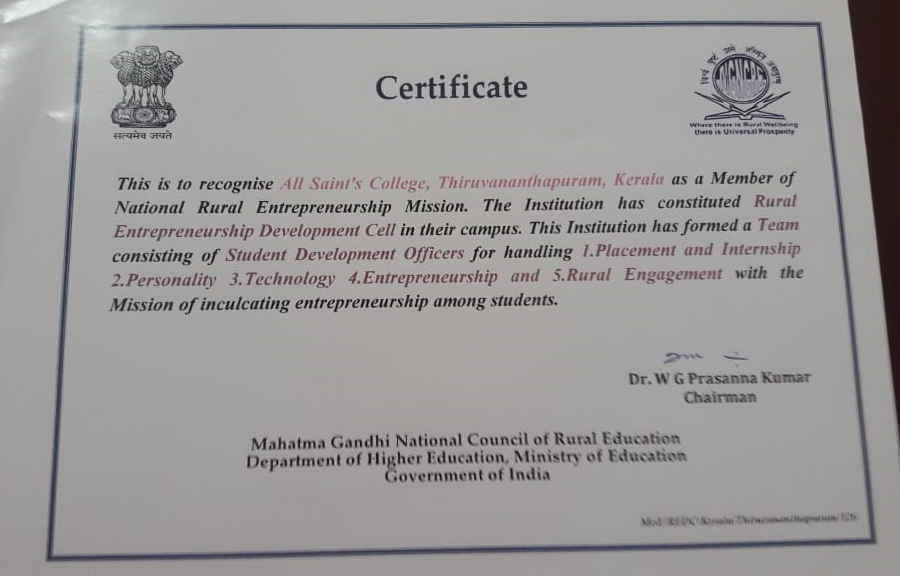 सत्यमेव जयते
Certificate
MGNCRE
Where there is Rural Wellbeing
there is Universal Prosperity
This is to recognise All Saint's College, Thiruvananthapuram, Kerala as a Member of
National Rural Entrepreneurship Mission. The Institution has constituted Rural
Entrepreneurship Development Cell in their campus. This Institution has formed a Team
consisting of Student Development Officers for handling 1.Placement and Internship
2.Personality 3.Technology 4.Entrepreneurship and 5.Rural Engagement with the
Mission of inculcating entrepreneurship among students.
Dr. W G Prasanna Kumar
Chairman
Mahatma Gandhi National Council of Rural Education
Department of Higher Education, Ministry of Education
Government of India